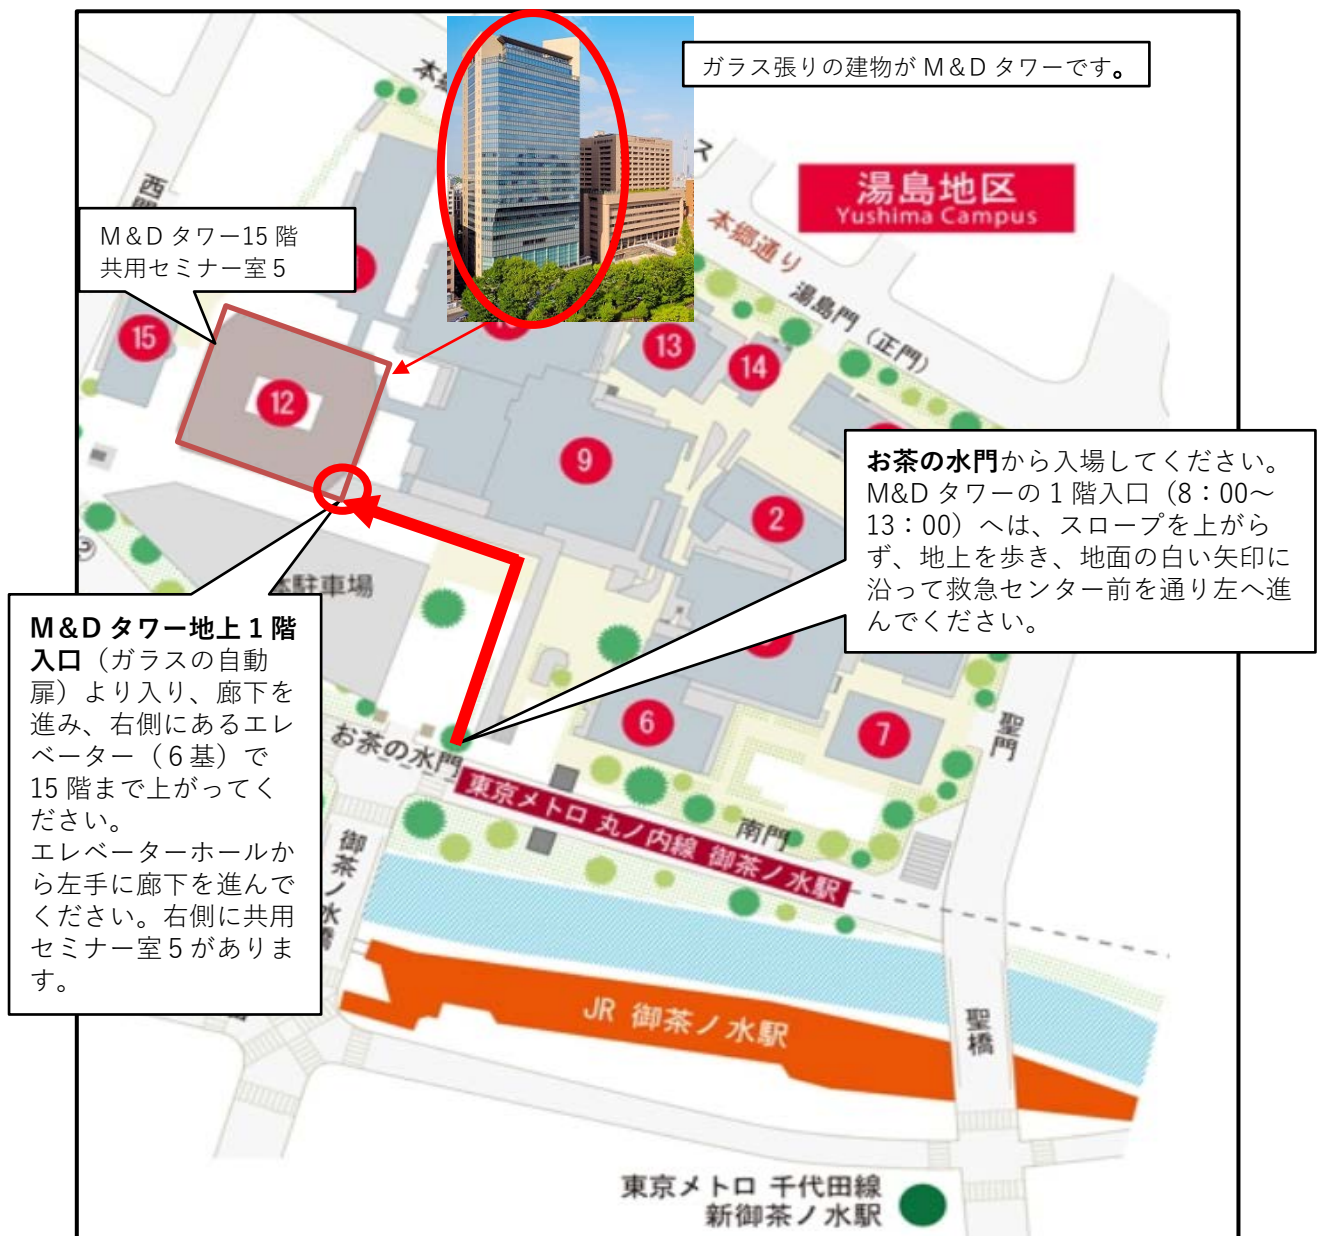 ガラス張りの建物が M&D タワーです。
湯島地区
Yushima Campus
本郷通り
湯島門（正門）
M&D タワー15 階
共用セミナー室 5
15
12
13
14
9
2
6
7
お茶の水門から入場してください。
M&D タワーの 1 階入口（8：00～
13：00）へは、スロープを上がら
ず、地上を歩き、地面の白い矢印に
沿って救急センター前を通り左へ進
んでください。
駐車場
M&D タワー地上 1 階
入口（ガラスの自動
扉）より入り、廊下を
進み、右側にあるエレ
ベーター（6 基）で
15 階まで上がってく
ださい。
エレベーターホールか
ら左手に廊下を進んで
ください。右側に共用
セミナー室 5 がありま
す。
お茶の水門
聖門
南門
東京メトロ 丸ノ内線 御茶ノ水駅
御茶ノ水橋
JR 御茶ノ水駅
聖橋
東京メトロ 千代田線
新御茶ノ水駅